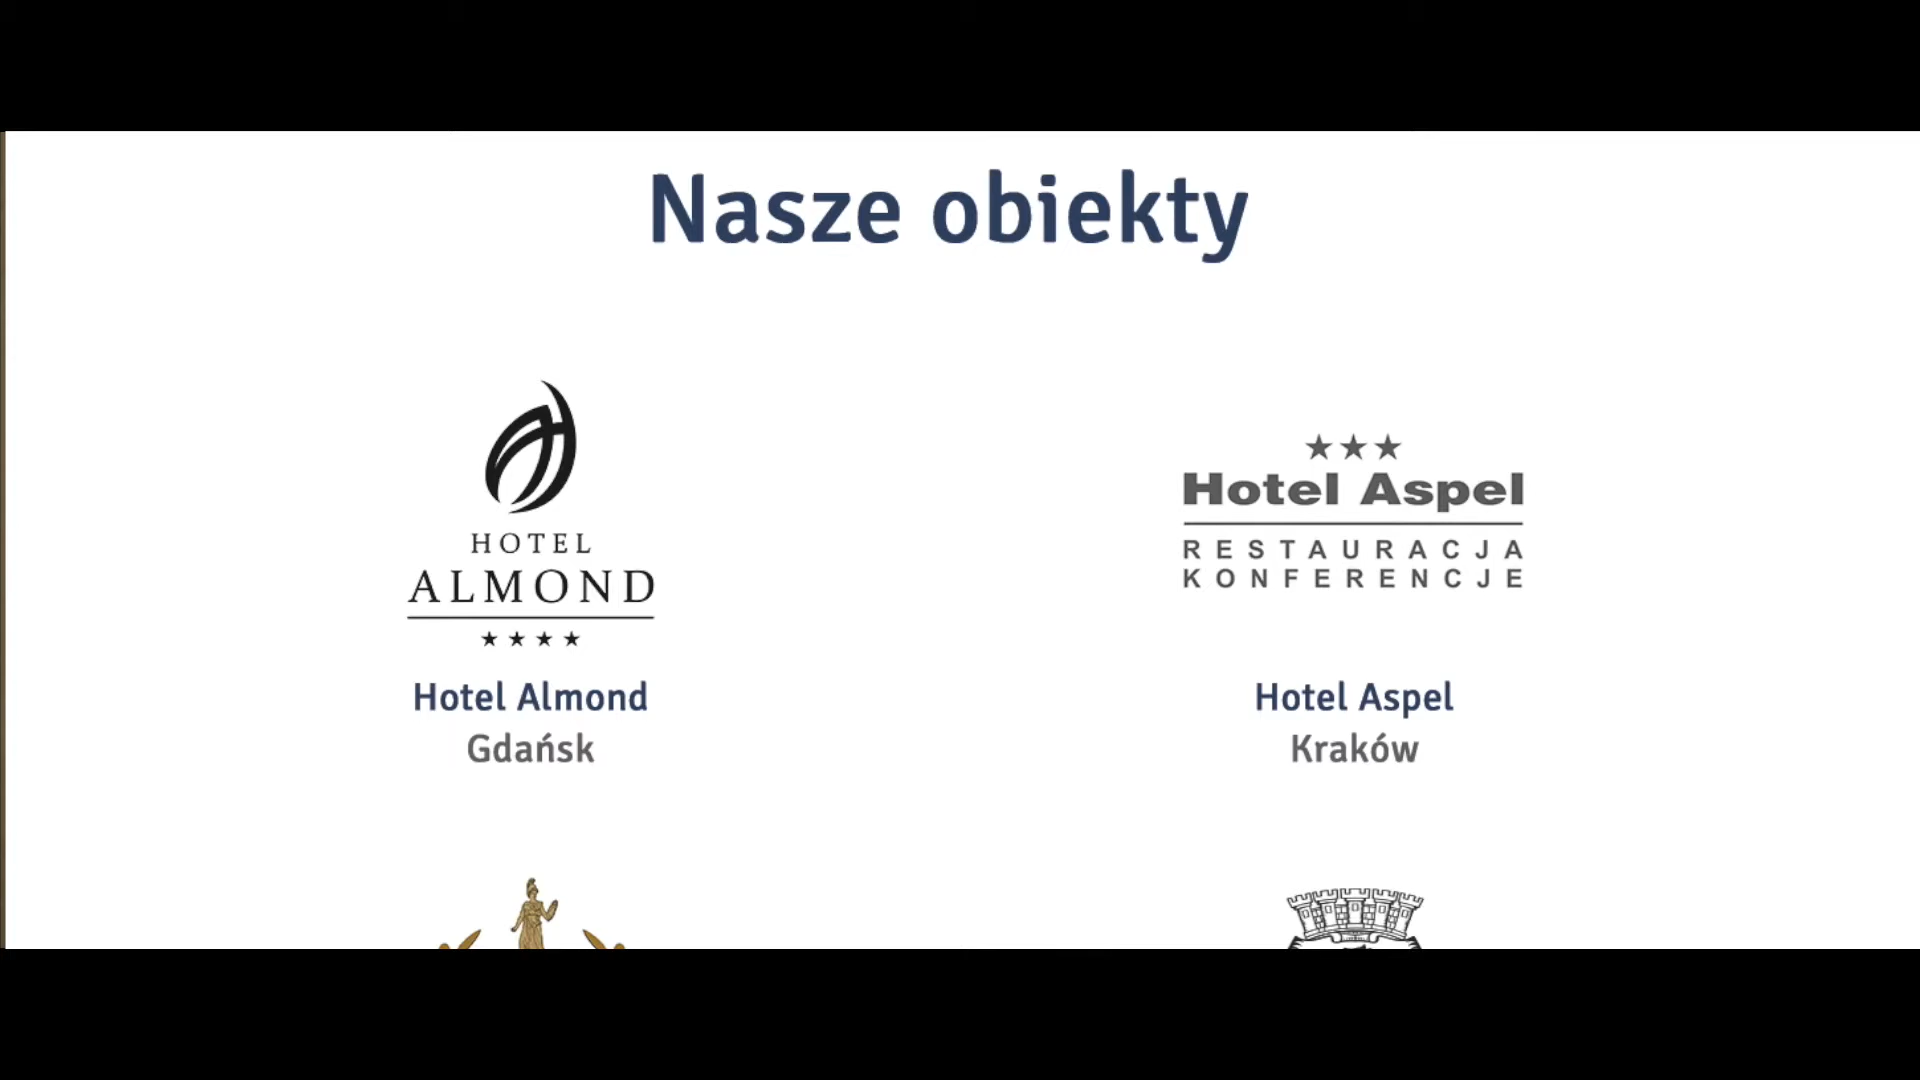 Nasze obiekty
HOTEL
ALMOND
Hotel Almond
Gdańsk
Hotel Aspel
RESTAURACJA
KONFERENCJE
Hotel Aspel
Kraków